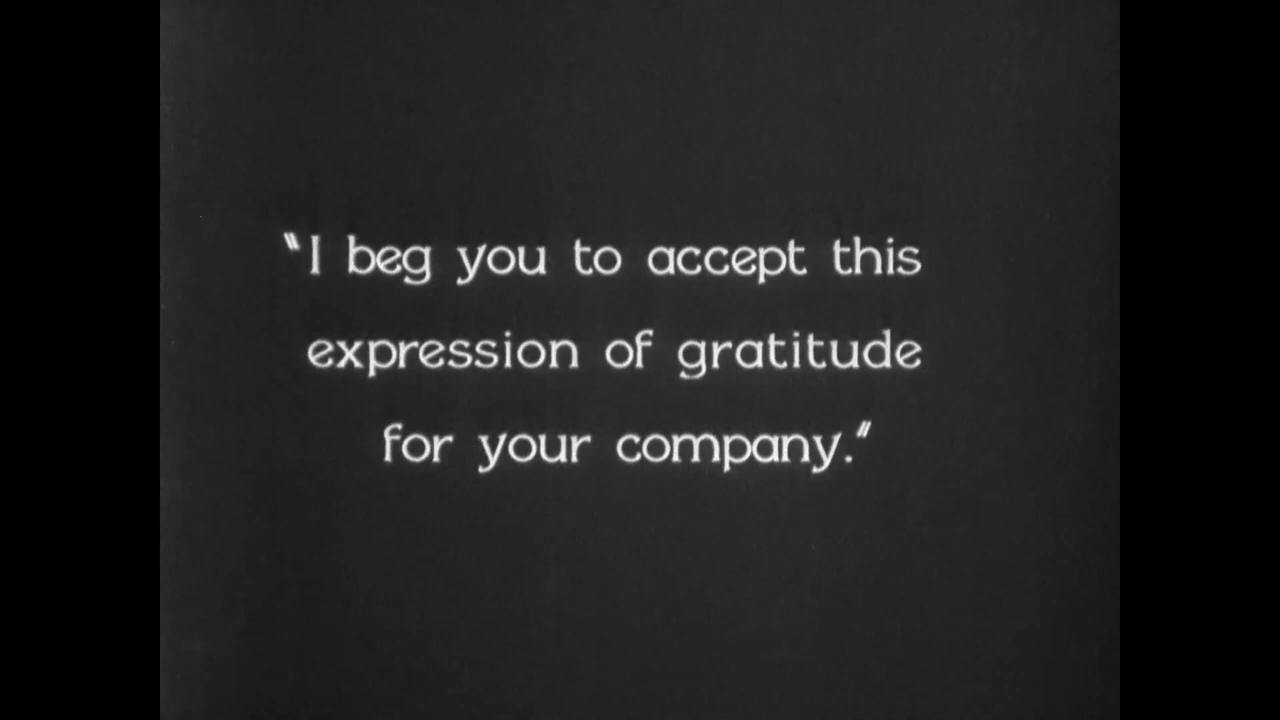 "I beg you to accept this
expression of gratitude
for your company."